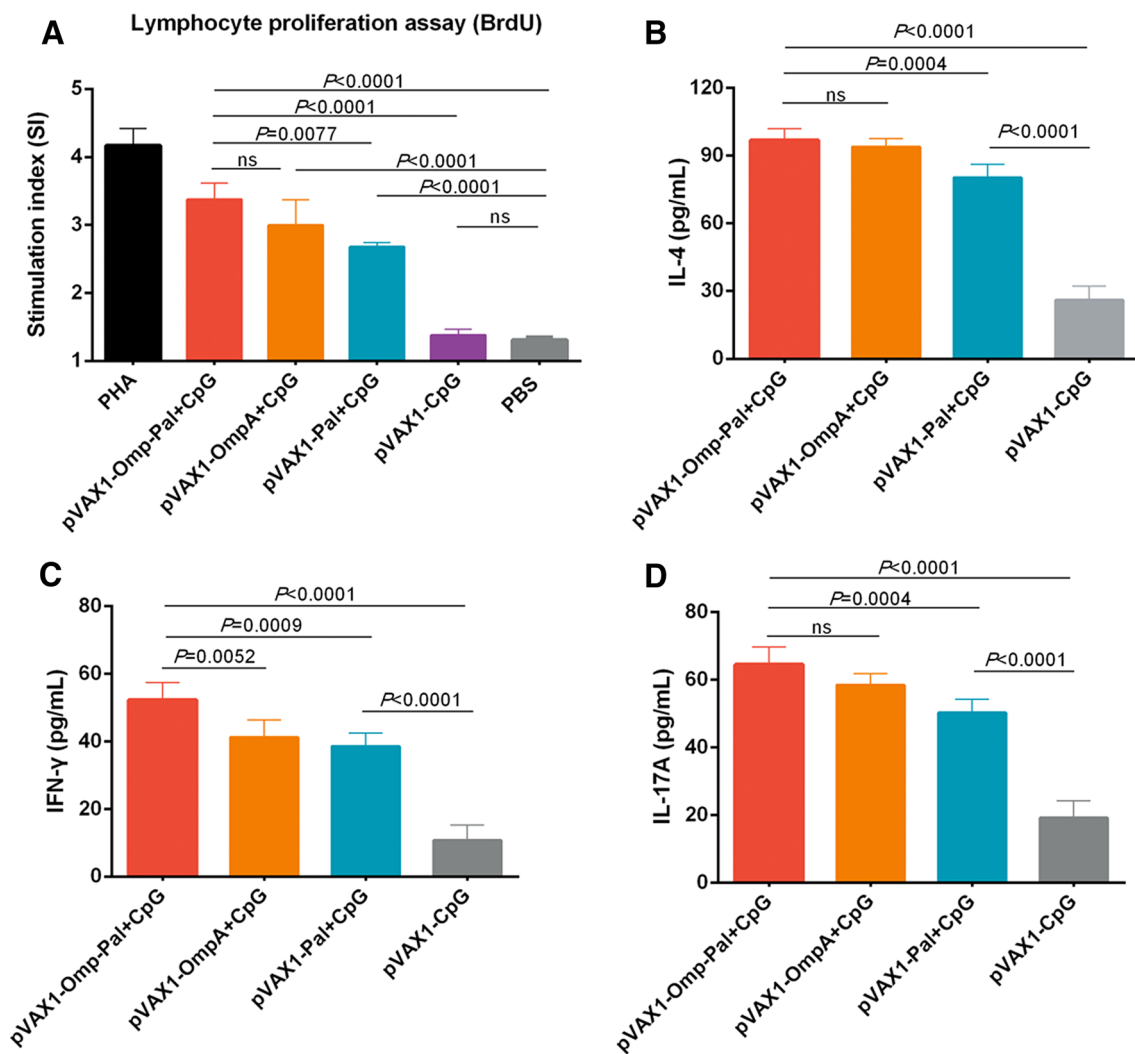 A
Lymphocyte proliferation assay (BrdU)
Stimulation index (SI)
5
4
3
2
1
P<0.0001
P<0.0001
P=0.0077
ns
P<0.0001
P<0.0001
ns
PHA
pVAX1-Omp-Pal+CpG
pVAX1-OmpA+CpG
pVAX1-Pal+CpG
pVAX1-CpG
PBS
B
IL-4 (pg/mL)
120
90
60
30
0
P<0.0001
P=0.0004
ns
P<0.0001
pVAX1-Omp-Pal+CpG
pVAX1-OmpA+CpG
pVAX1-Pal+CpG
pVAX1-CpG
C
IFN-γ (pg/mL)
80
60
40
20
0
P<0.0001
P=0.0009
P=0.0052
P<0.0001
pVAX1-Omp-Pal+CpG
pVAX1-OmpA+CpG
pVAX1-Pal+CpG
pVAX1-CpG
D
IL-17A (pg/mL)
80
60
40
20
0
P<0.0001
P=0.0004
ns
P<0.0001
pVAX1-Omp-Pal+CpG
pVAX1-OmpA+CpG
pVAX1-Pal+CpG
pVAX1-CpG